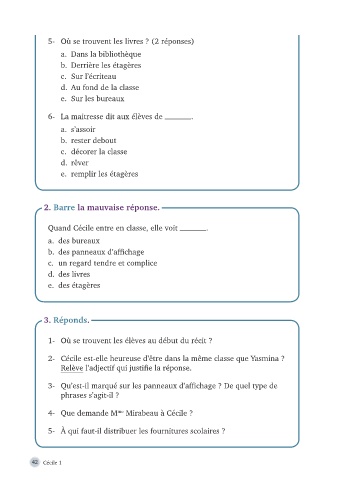 5- Où se trouvent les livres ? (2 réponses)
a. Dans la bibliothèque
b. Derrière les étagères
c. Sur l'écriteau
d. Au fond de la classe
e. Sur les bureaux
6- La maitresse dit aux élèves de ______.
a. s'assoir
b. rester debout
c. décorer la classe
d. rêver
e. remplir les étagères
2. Barre la mauvaise réponse.
Quand Cécile entre en classe, elle voit ______.
a. des bureaux
b. des panneaux d'affichage
c. un regard tendre et complice
d. des livres
e. des étagères
3. Réponds.
1- Où se trouvent les élèves au début du récit ?
2- Cécile est-elle heureuse d'être dans la même classe que Yasmina ?
Relève l'adjectif qui justifie la réponse.
3- Qu'est-il marqué sur les panneaux d'affichage ? De quel type de
phrases s'agit-il ?
4- Que demande Mme Mirabeau à Cécile ?
5- À qui faut-il distribuer les fournitures scolaires ?
42 Cécile 1